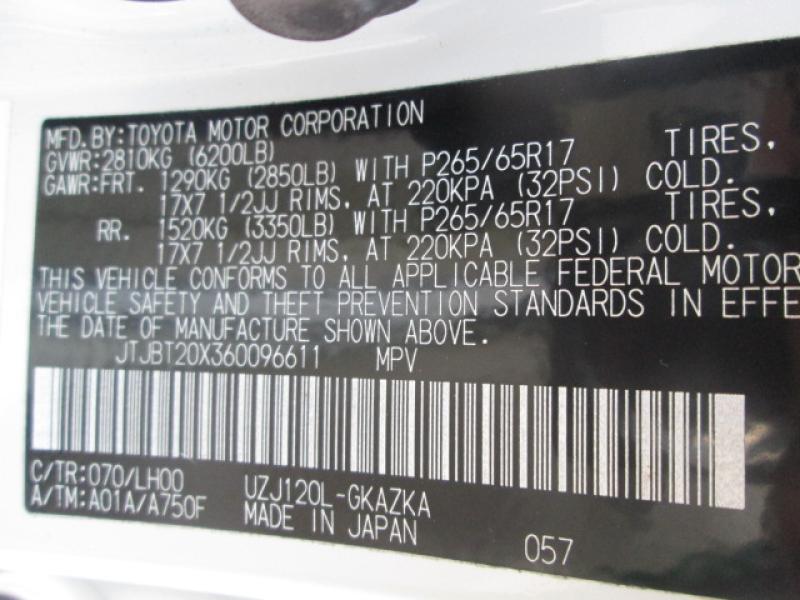 MFD. BY: TOYOTA MOTOR CORPORATION
GVWR: 2810KG (6200LB)
GAWR: FRT. 1290KG (2850LB) WITH P265/65R17 TIRES,
17X7 1/2JJ RIMS, AT 220KPA (32PSI) COLD.
RR. 1520KG (3350LB) WITH P265/65R17 TIRES,
17X7 1/2JJ RIMS, AT 220KPA (32PSI) COLD.
THIS VEHICLE CONFORMS TO ALL APPLICABLE FEDERAL MOTOR
VEHICLE SAFETY AND THEFT PREVENTION STANDARDS IN EFFE
THE DATE OF MANUFACTURE SHOWN ABOVE.
JTJBT20X360096611 MPV
C/TR: 070/LH00 UZJ120L-GKAZKA
A/TM: A01A/A750F MADE IN JAPAN
057